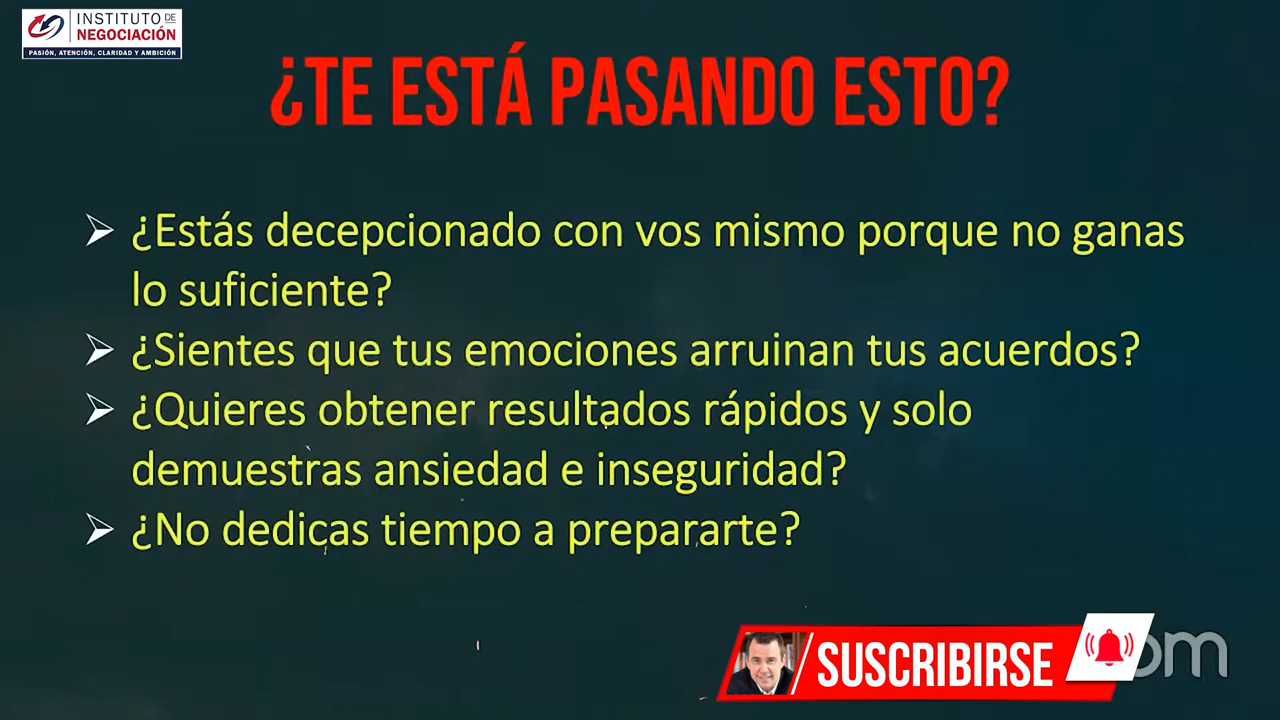 INSTITUTO DE
NEGOCIACIÓN
PASIÓN, ATENCIÓN, CLARIDAD Y AMBICIÓN
¿TE ESTÁ PASANDO ESTO?
¿Estás decepcionado con vos mismo porque no ganas
lo suficiente?
¿Sientes que tus emociones arruinan tus acuerdos?
¿Quieres obtener resultados rápidos y solo
demuestras ansiedad e inseguridad?
¿No dedicas tiempo a prepararte?
SUSCRIBIRSE